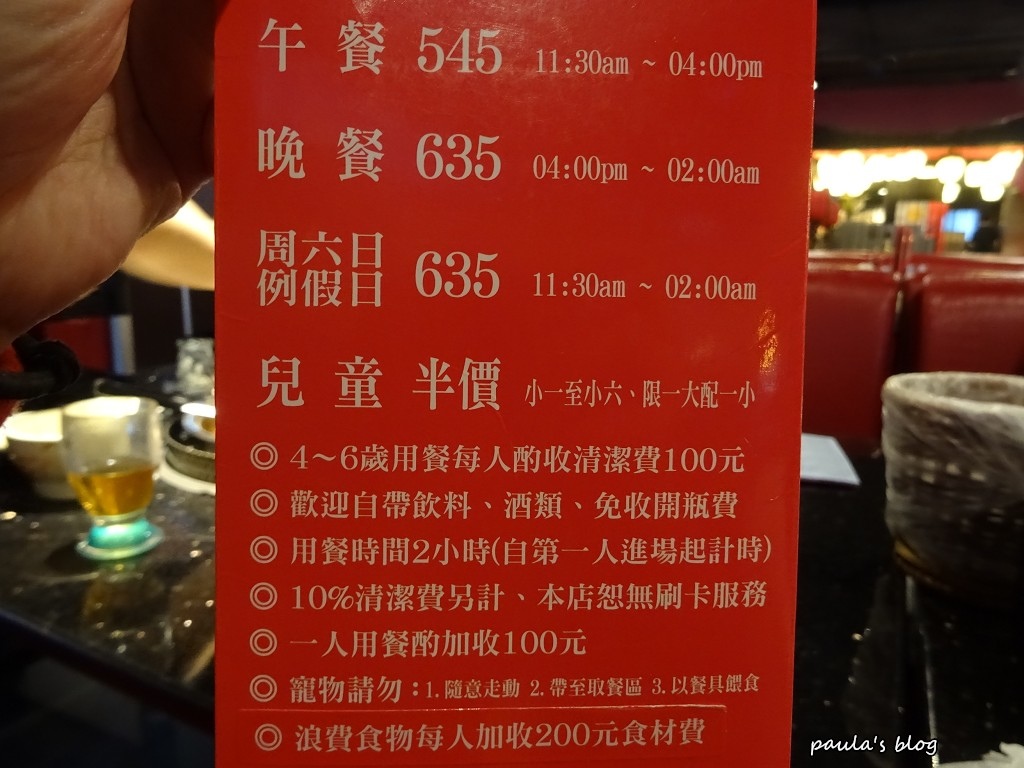 午餐 545 11:30am ~ 04:00pm
晚餐 635 04:00pm ~ 02:00am
周六日
例假日 635 11:30am ~ 02:00am
兒童 半價 小一至小六、限一大配一小
◎ 4~6歲用餐每人酌收清潔費100元
◎ 歡迎自帶飲料、酒類、免收開瓶費
◎ 用餐時間2小時(自第一人進場起計時)
◎ 10%清潔費另計、本店恕無刷卡服務
◎ 一人用餐酌加收100元
◎ 寵物請勿：1.隨意走動 2.帶至取餐區 3.以餐具餵食
◎ 浪費食物每人加收200元食材費
paula's blog